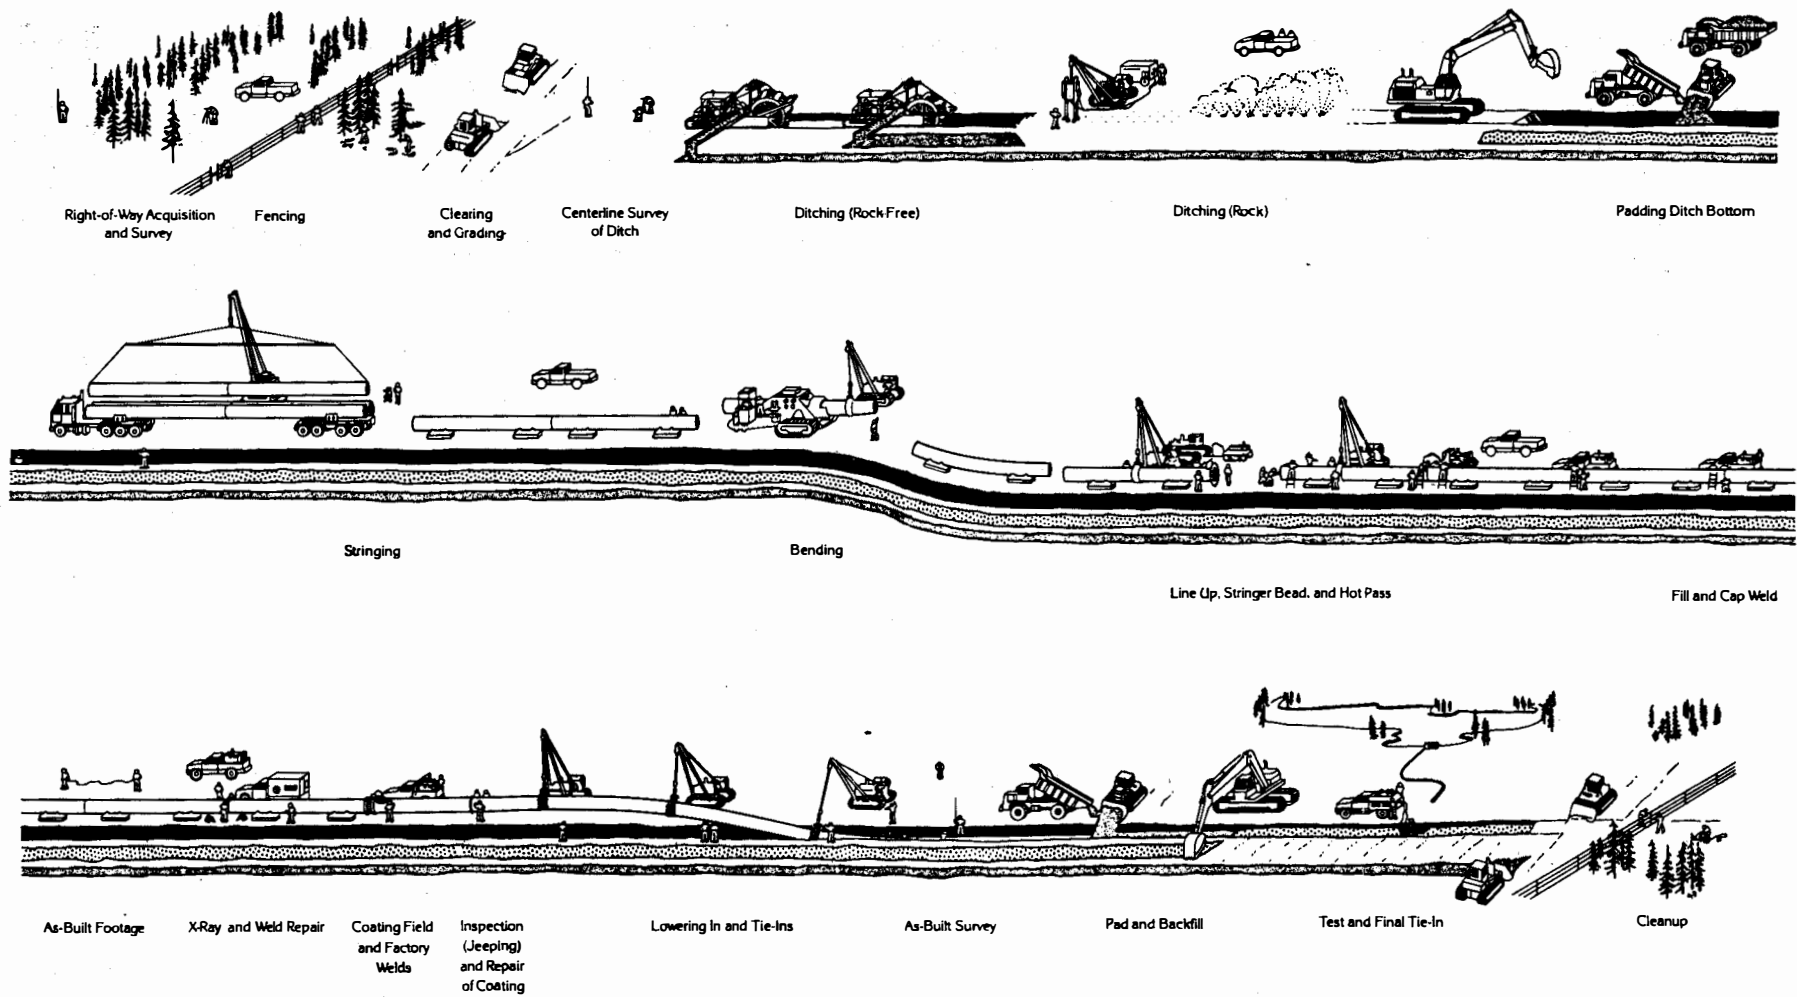 Right-of-Way Acquisition
and Survey
Fencing
Clearing
and Grading
Centerline Survey
of Ditch
Ditching (Rock-Free)
Ditching (Rock)
Padding Ditch Bottom
Stringing
Bending
Line Up, Stringer Bead, and Hot Pass
Fill and Cap Weld
As-Built Footage
X-Ray and Weld Repair
Coating Field
and Factory
Welds
Inspection
(Jeeping)
and Repair
of Coating
Lowering In and Tie-Ins
As-Built Survey
Pad and Backfill
Test and Final Tie-In
Cleanup